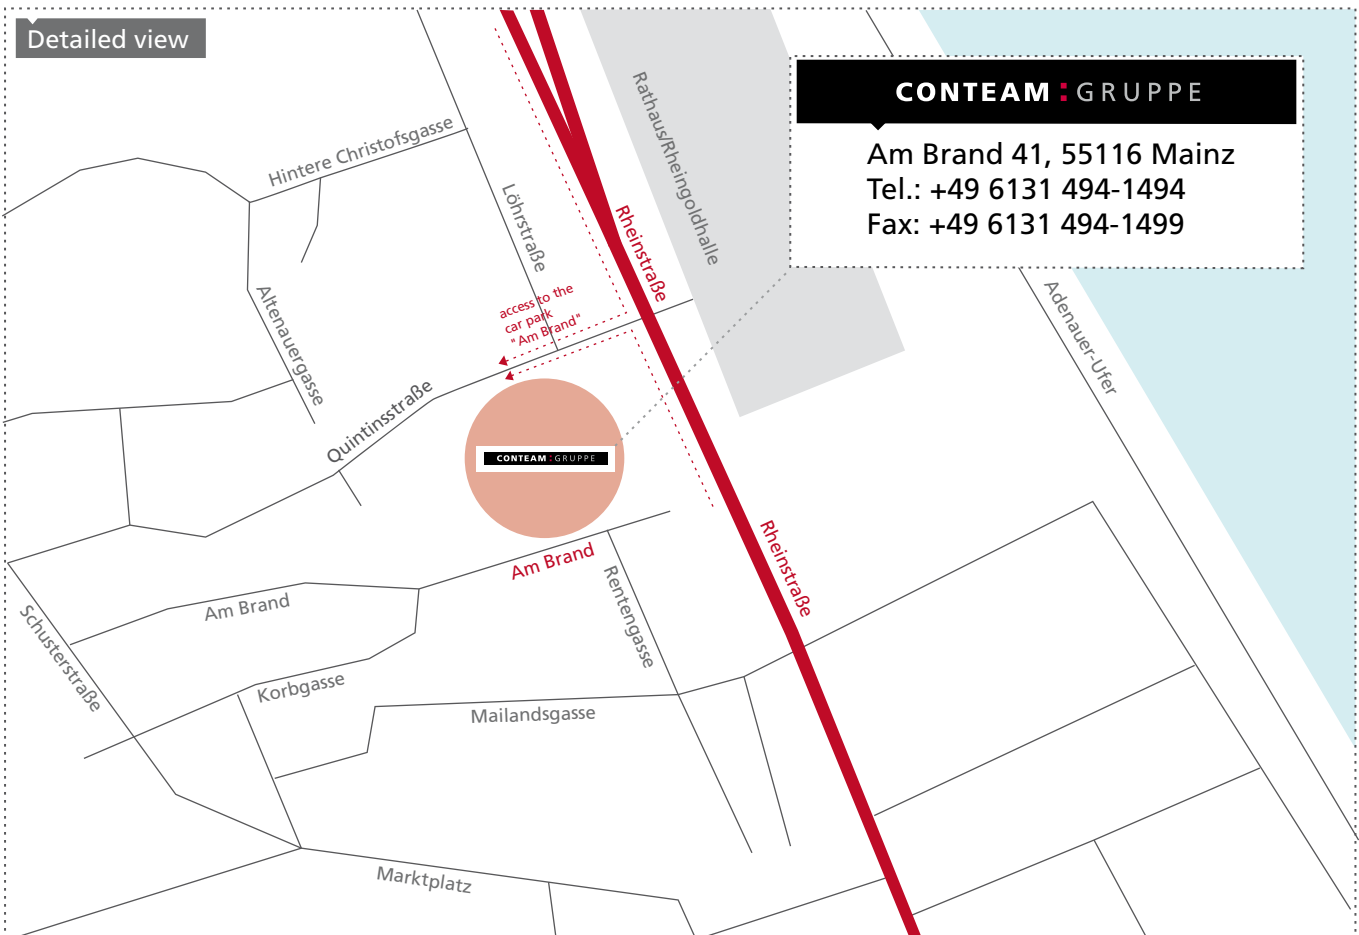 Detailed view
CONTEAM:GRUPPE
Am Brand 41, 55116 Mainz
Tel.: +49 6131 494-1494
Fax: +49 6131 494-1499
Hintere Christofsgasse
Löhrstraße
Rathaus/Rheingoldhalle
Rheinstraße
Adenauer-Ufer
Altenauergasse
access to the
car park
"Am Brand"
Quintinsstraße
CONTEAM:GRUPPE
Rheinstraße
Am Brand
Rentengasse
Am Brand
Schusterstraße
Korbgasse
Mailandsgasse
Marktplatz